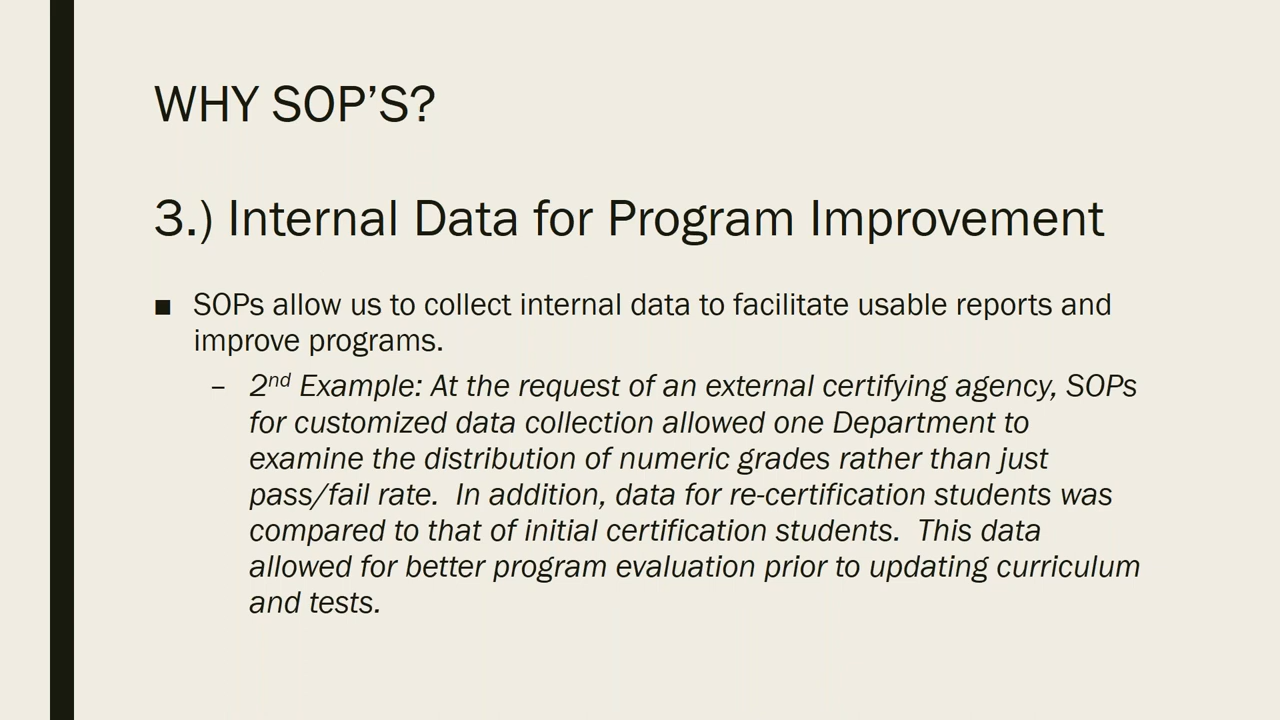 WHY SOP’S?
3.) Internal Data for Program Improvement
■ SOPs allow us to collect internal data to facilitate usable reports and
improve programs.
– 2nd Example: At the request of an external certifying agency, SOPs
for customized data collection allowed one Department to
examine the distribution of numeric grades rather than just
pass/fail rate.  In addition, data for re-certification students was
compared to that of initial certification students.  This data
allowed for better program evaluation prior to updating curriculum
and tests.